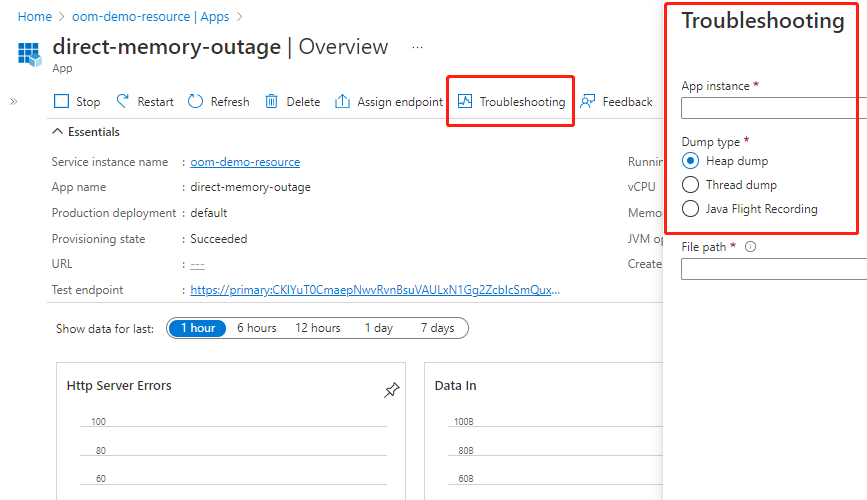 Home > oom-demo-resource | Apps >
direct-memory-outage | Overview ...
App
Stop Restart Refresh Delete Assign endpoint Troubleshooting Feedback
Essentials
Service instance name : oom-demo-resource
App name : direct-memory-outage
Production deployment : default
Provisioning state : Succeeded
URL : ---
Test endpoint :
Runnin
vCPU
Memo
JVM op
Create
Show data for last: 1 hour 6 hours 12 hours 1 day 7 days
Http Server Errors
100
80
60
Data In
100B
80B
60B
Troubleshooting
App instance *
Dump type *
Heap dump
Thread dump
Java Flight Recording
File path *